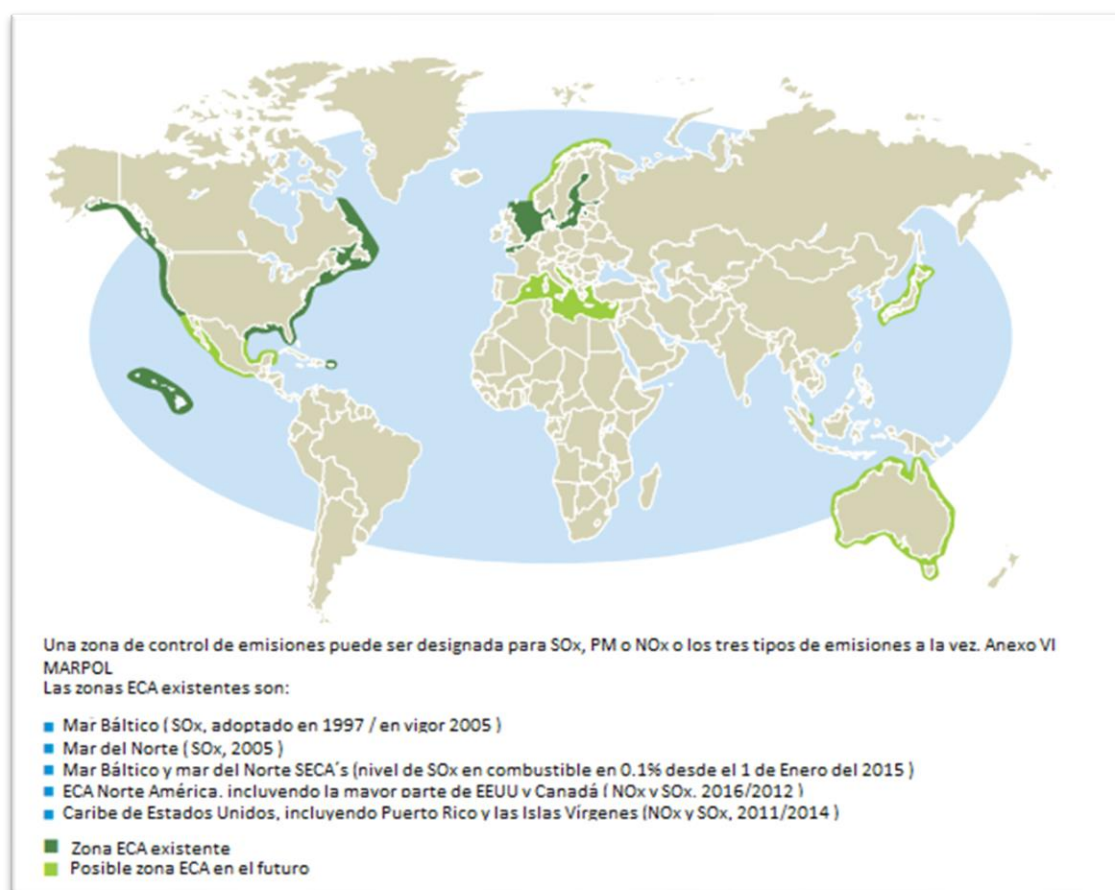 Una zona de control de emisiones puede ser designada para SOx, PM o NOx o los tres tipos de emisiones a la vez. Anexo VI
MARPOL
Las zonas ECA existentes son:
Mar Báltico ( SOx, adoptado en 1997 / en vigor 2005 )
Mar del Norte ( SOx, 2005 )
Mar Báltico y mar del Norte SECA´s (nivel de SOx en combustible en 0.1% desde el 1 de Enero del 2015 )
ECA Norte América, incluyendo la mayor parte de EEUU y Canadá ( NOx y SOx, 2016/2012 )
Caribe de Estados Unidos, incluyendo Puerto Rico y las Islas Vírgenes (NOx y SOx, 2011/2014 )
Zona ECA existente
Posible zona ECA en el futuro